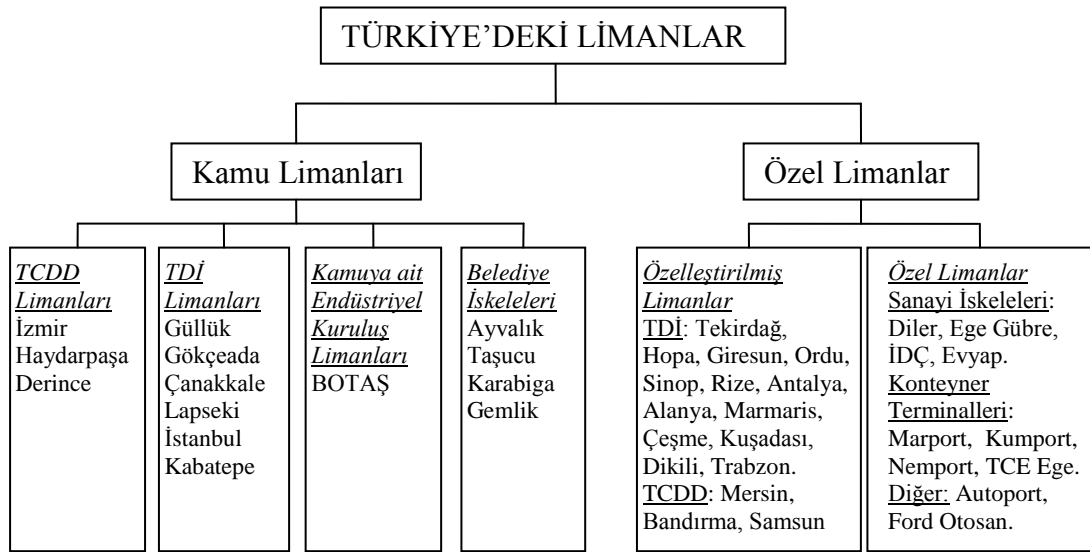 TÜRKİYE’DEKİ LİMANLAR
Kamu Limanları
Özel Limanlar
TCDD
Limanları
İzmir
Haydarpaşa
Derince
TDİ
Limanları
Güllük
Gökçeada
Çanakkale
Lapseki
İstanbul
Kabatepe
Kamuya ait
Endüstriyel
Kuruluş
Limanları
BOTAŞ
Belediye
İskeleleri
Ayvalık
Taşucu
Karabiga
Gemlik
Özelleştirilmiş
Limanlar
TDİ: Tekirdağ,
Hopa, Giresun, Ordu,
Sinop, Rize, Antalya,
Alanya, Marmaris,
Çeşme, Kuşadası,
Dikili, Trabzon.
TCDD: Mersin,
Bandırma, Samsun
Özel Limanlar
Sanayi İskeleleri:
Diler, Ege Gübre,
İDÇ, Evyap.
Konteyner
Terminalleri:
Marport, Kumport,
Nemport, TCE Ege.
Diğer: Autoport,
Ford Otosan.